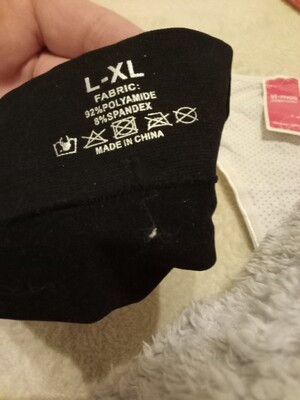 L-XL
FABRIC:
92%POLYAMIDE
8%SPANDEX
MADE IN CHINA